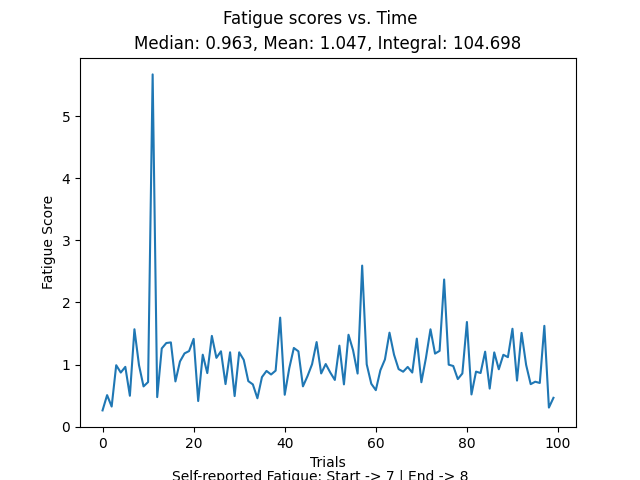 Fatigue scores vs. Time
Median: 0.963, Mean: 1.047, Integral: 104.698
5
4
3
2
1
0
Fatigue Score
0 20 40 60 80 100
Trials
Self-reported Fatigue: Start -> 7 | End -> 8